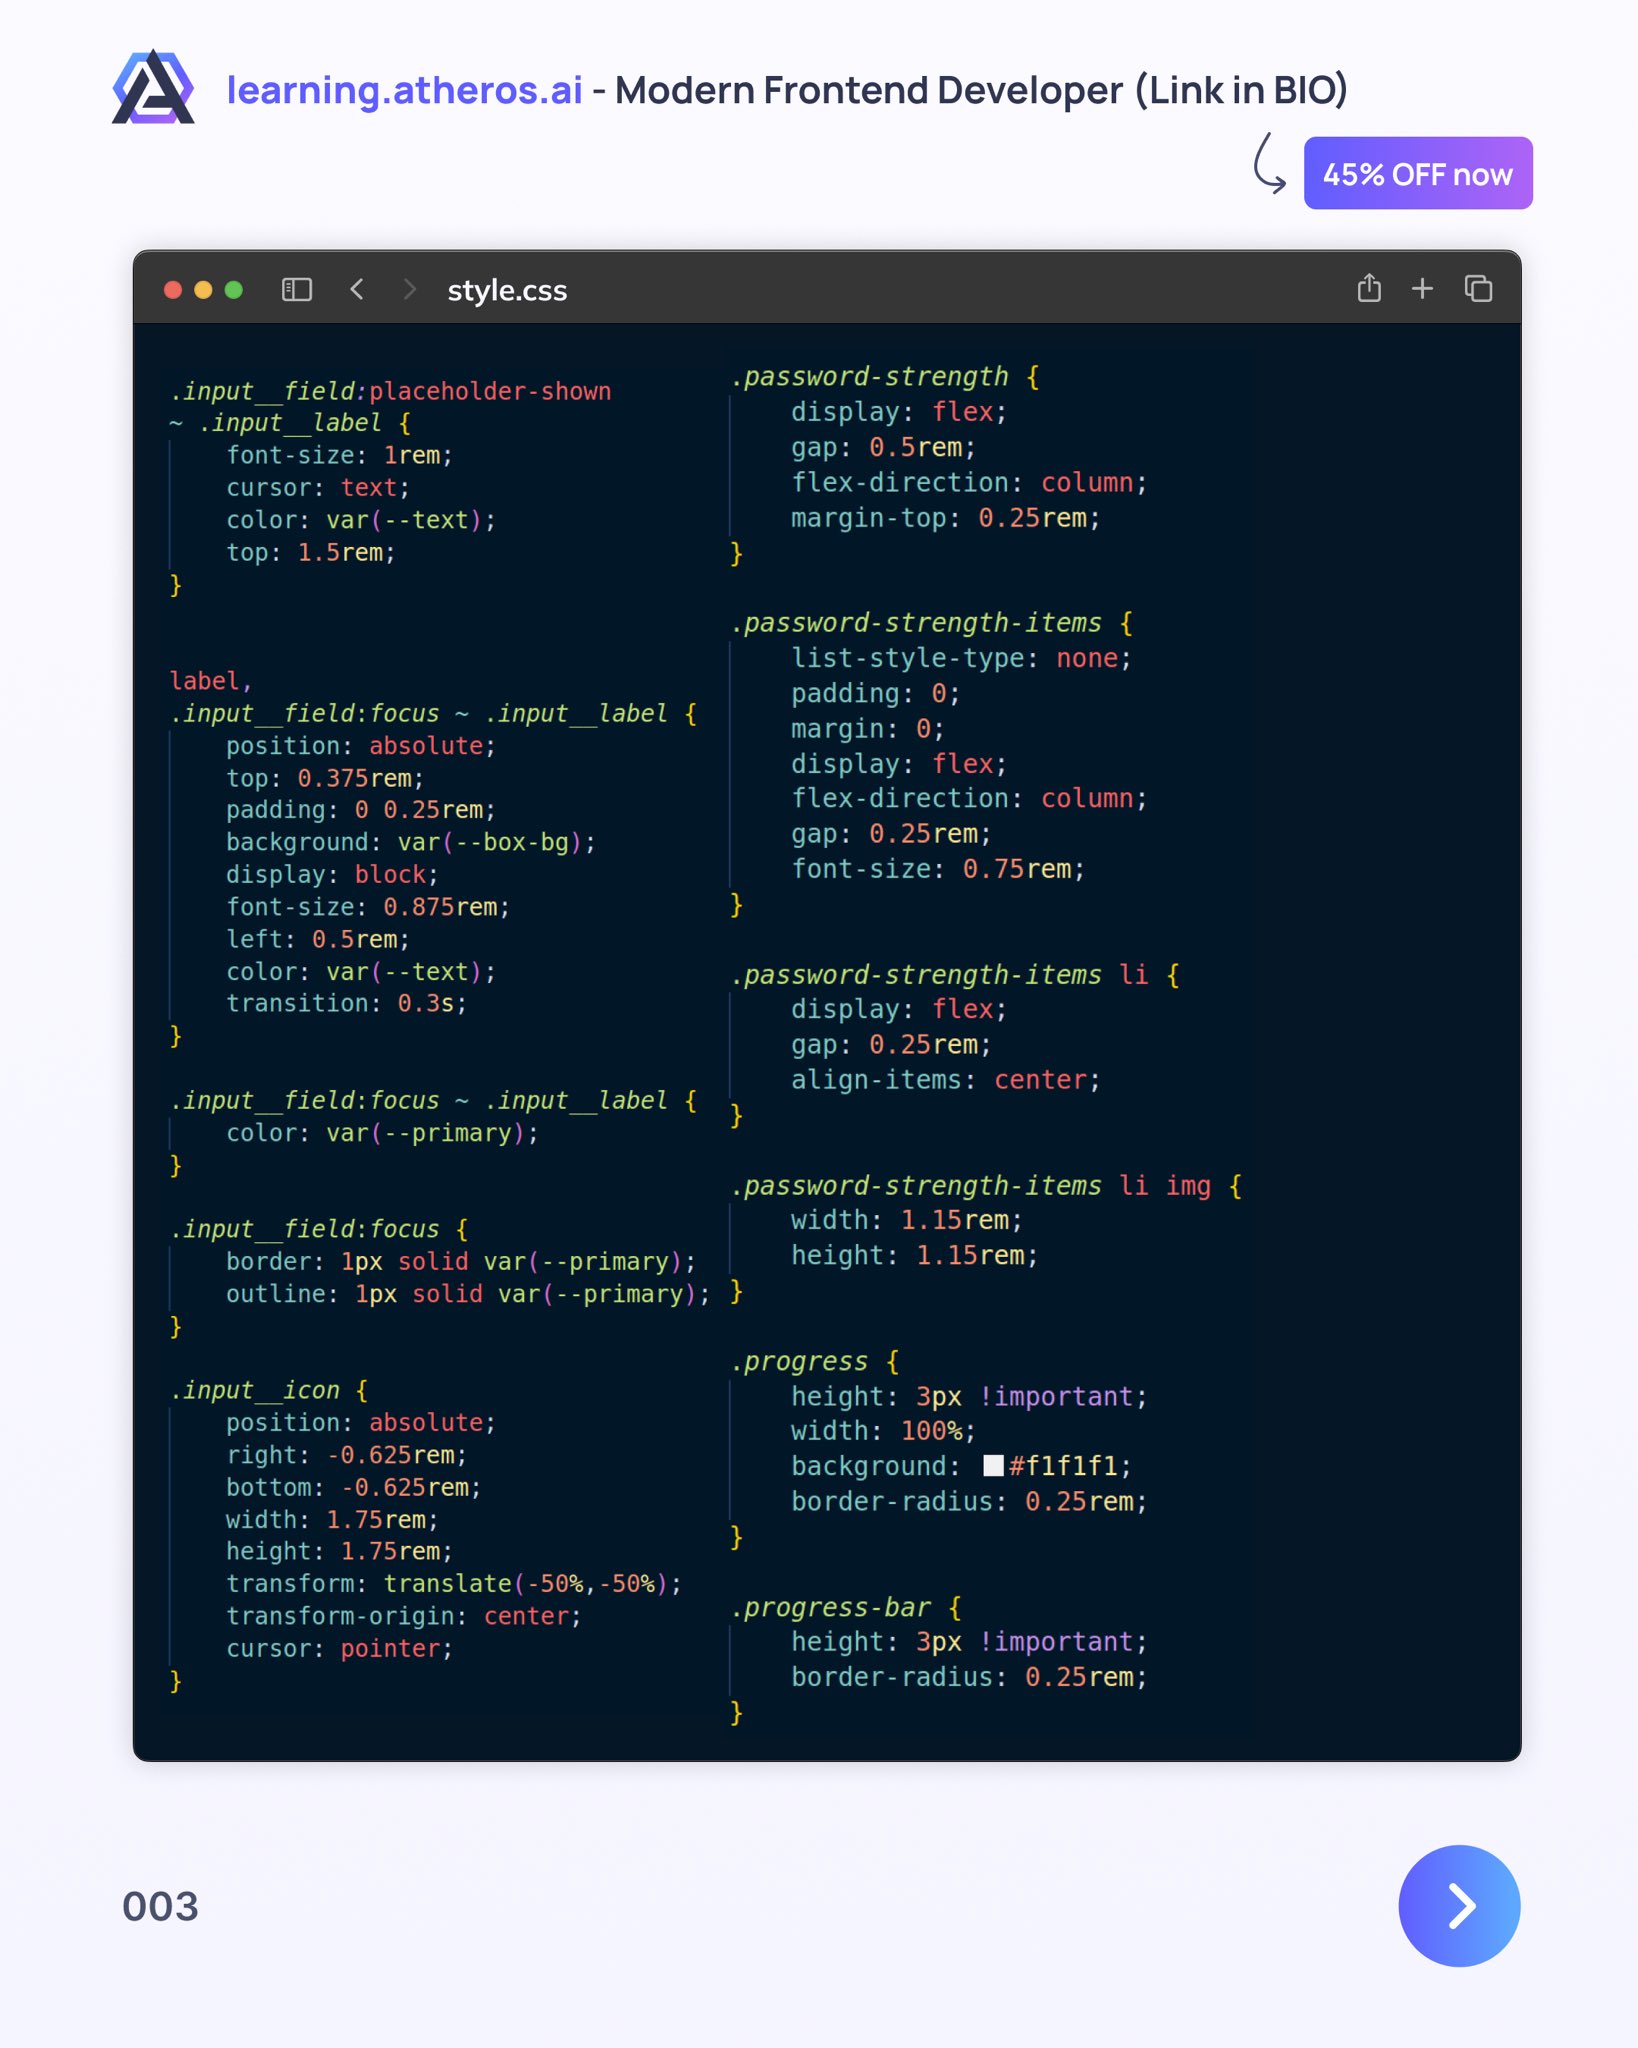 learning.atheros.ai - Modern Frontend Developer (Link in BIO)
45% OFF now
style.css
.input__field:placeholder-shown
~ .input__label {
    font-size: 1rem;
    cursor: text;
    color: var(--text);
    top: 1.5rem;
}
label,
.input__field:focus ~ .input__label {
    position: absolute;
    top: 0.375rem;
    padding: 0 0.25rem;
    background: var(--box-bg);
    display: block;
    font-size: 0.875rem;
    left: 0.5rem;
    color: var(--text);
    transition: 0.3s;
}
.input__field:focus ~ .input__label {
    color: var(--primary);
}
.input__field:focus {
    border: 1px solid var(--primary);
    outline: 1px solid var(--primary);
}
.input__icon {
    position: absolute;
    right: -0.625rem;
    bottom: -0.625rem;
    width: 1.75rem;
    height: 1.75rem;
    transform: translate(-50%,-50%);
    transform-origin: center;
    cursor: pointer;
}
.password-strength {
    display: flex;
    gap: 0.5rem;
    flex-direction: column;
    margin-top: 0.25rem;
}
.password-strength-items {
    list-style-type: none;
    padding: 0;
    margin: 0;
    display: flex;
    flex-direction: column;
    gap: 0.25rem;
    font-size: 0.75rem;
}
.password-strength-items li {
    display: flex;
    gap: 0.25rem;
    align-items: center;
}
.password-strength-items li img {
    width: 1.15rem;
    height: 1.15rem;
}
.progress {
    height: 3px !important;
    width: 100%;
    background: #f1f1f1;
    border-radius: 0.25rem;
}
.progress-bar {
    height: 3px !important;
    border-radius: 0.25rem;
}
003